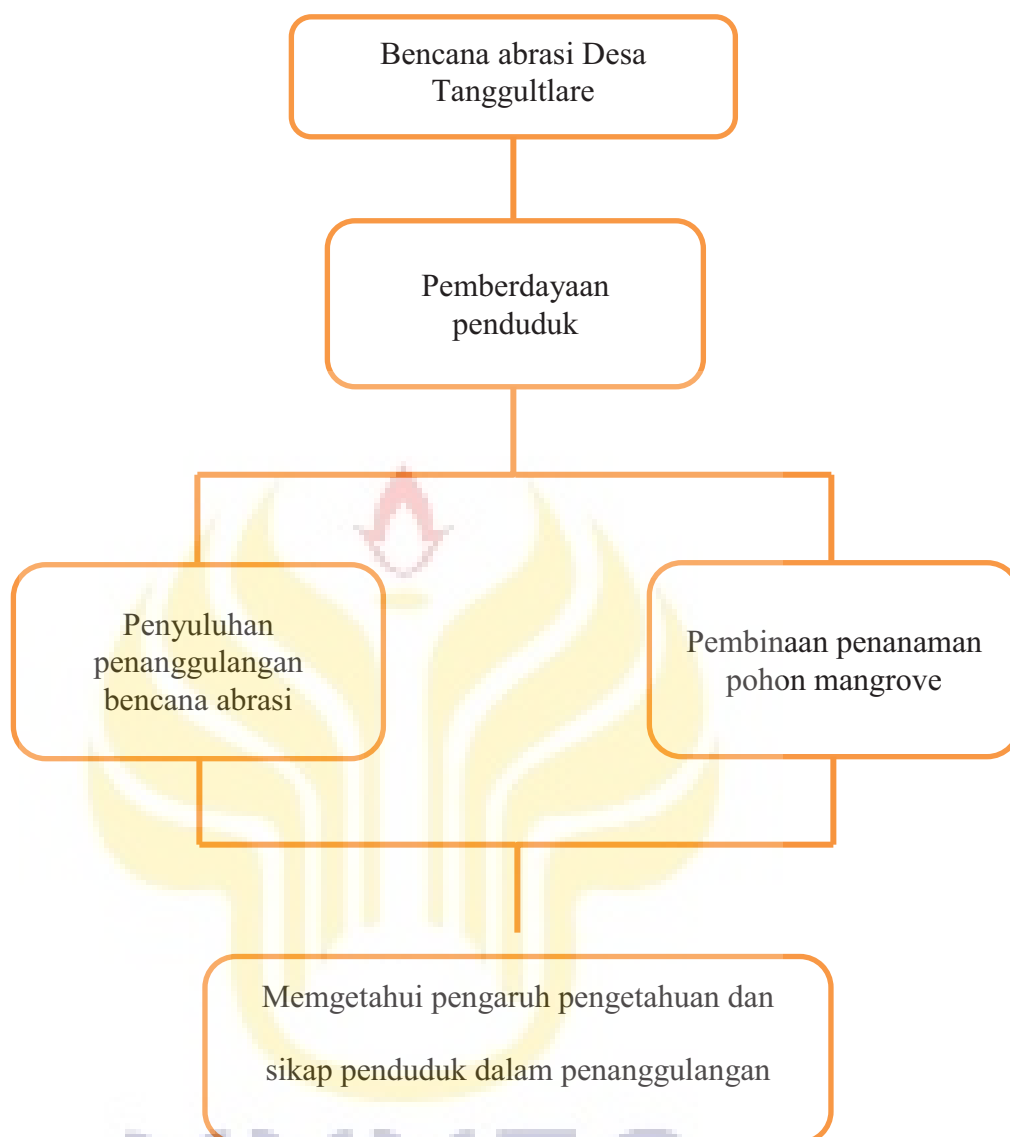 Bencana abrasi Desa
Tanggultlare
Pemberdayaan
penduduk
Penyuluhan
penanggulangan
bencana abrasi
Pembinaan penanaman
pohon mangrove
Memgetahui pengaruh pengetahuan dan
sikap penduduk dalam penanggulangan